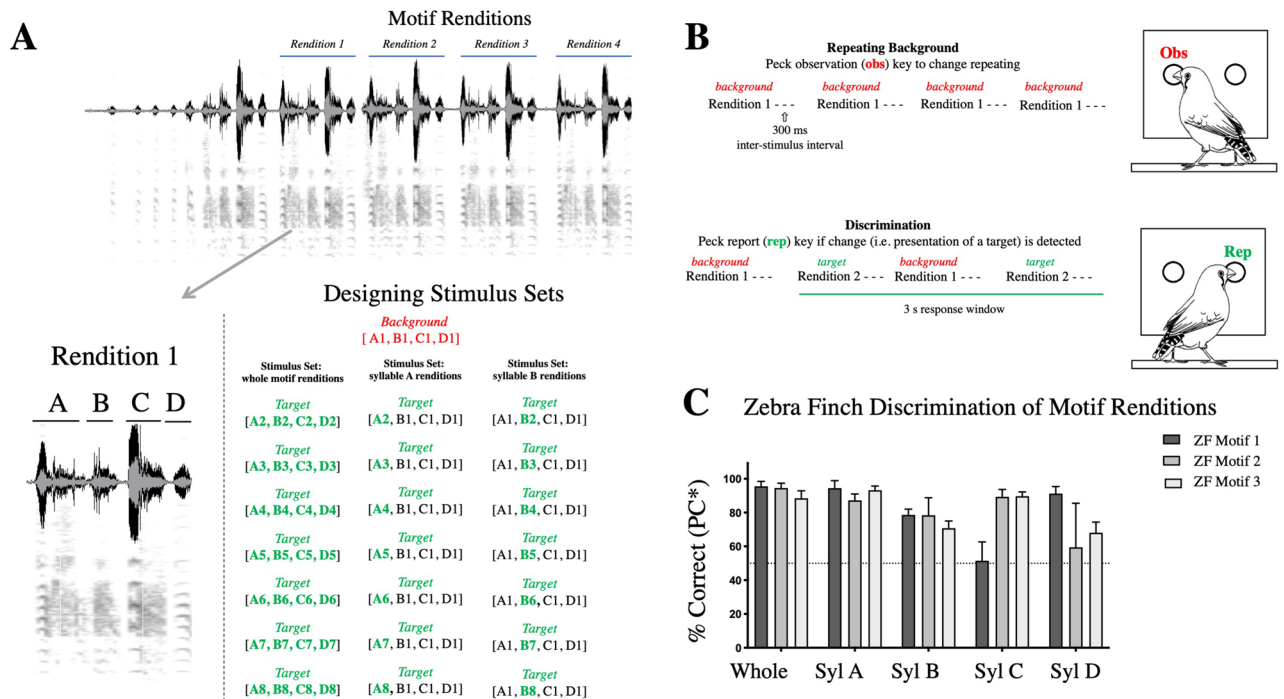 A
Motif Renditions
Rendition 1 Rendition 2 Rendition 3 Rendition 4
Rendition 1
A B C D
Designing Stimulus Sets
Background
[ A1, B1, C1, D1]
Stimulus Set:
whole motif renditions
Target
[A2, B2, C2, D2]
Target
[A3, B3, C3, D3]
Target
[A4, B4, C4, D4]
Target
[A5, B5, C5, D5]
Target
[A6, B6, C6, D6]
Target
[A7, B7, C7, D7]
Target
[A8, B8, C8, D8]
Stimulus Set:
syllable A renditions
Target
[A2, B1, C1, D1]
Target
[A3, B1, C1, D1]
Target
[A4, B1, C1, D1]
Target
[A5, B1, C1, D1]
Target
[A6, B1, C1, D1]
Target
[A7, B1, C1, D1]
Target
[A8, B1, C1, D1]
Stimulus Set:
syllable B renditions
Target
[A1, B2, C1, D1]
Target
[A1, B3, C1, D1]
Target
[A1, B4, C1, D1]
Target
[A1, B5, C1, D1]
Target
[A1, B6, C1, D1]
Target
[A1, B7, C1, D1]
Target
[A1, B8, C1, D1]
B
Repeating Background
Peck observation (obs) key to change repeating
background background background background
Rendition 1 - - - Rendition 1 - - - Rendition 1 - - - Rendition 1 - - -
300 ms
inter-stimulus interval
Obs
Discrimination
Peck report (rep) key if change (i.e. presentation of a target) is detected
background target background target
Rendition 1 - - - Rendition 2 - - - Rendition 1 - - - Rendition 2 - - -
3 s response window
Rep
C
Zebra Finch Discrimination of Motif Renditions
ZF Motif 1
ZF Motif 2
ZF Motif 3
% Correct (PC*)
100
80
60
40
20
0
Whole Syl A Syl B Syl C Syl D